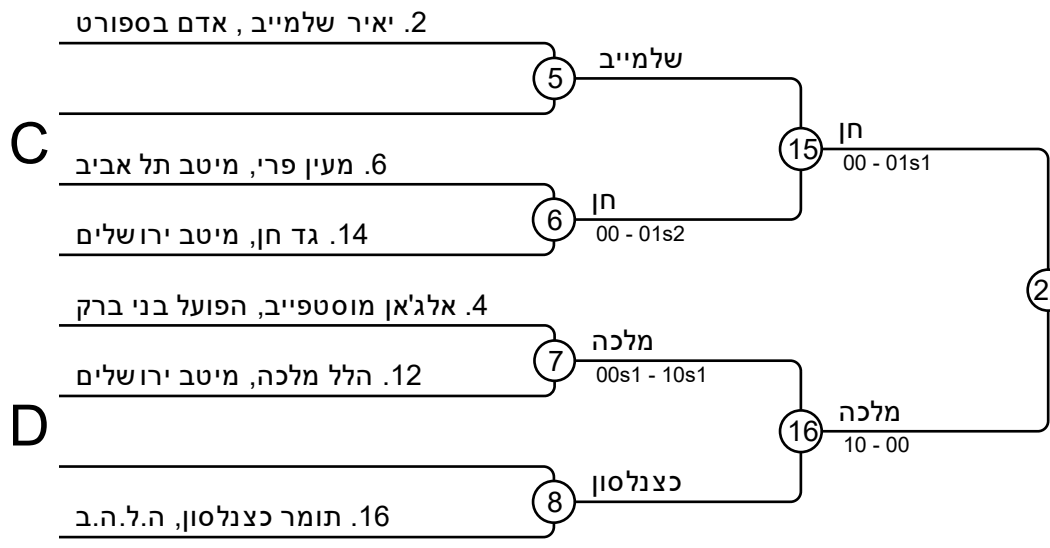 2. יאיר שלמייב , אדם בספורט
5
שלמייב
C
15
חן
00 - 01s1
6. מעין פרי, מיטב תל אביב
6
חן
00 - 01s2
14. גד חן, מיטב ירושלים
2
4. אלג'אן מוסטפייב, הפועל בני ברק
7
מלכה
00s1 - 10s1
12. הלל מלכה, מיטב ירושלים
D
16
מלכה
10 - 00
8
כצנלסון
16. תומר כצנלסון, ה.ל.ה.ב